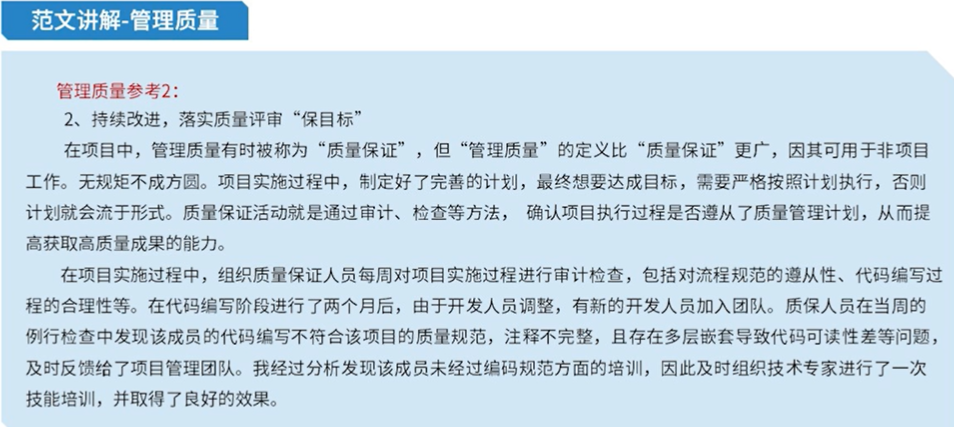 范文讲解-管理质量
管理质量参考2：
2、持续改进，落实质量评审“保目标”
在项目中，管理质量有时被称为“质量保证”，但“管理质量”的定义比“质量保证”更广，因其可用于非项目
工作。无规矩不成方圆。项目实施过程中，制定好了完善的计划，最终想要达成目标，需要严格按照计划执行，否则
计划就会流于形式。质量保证活动就是通过审计、检查等方法， 确认项目执行过程是否遵从了质量管理计划，从而提
高获取高质量成果的能力。
在项目实施过程中，组织质量保证人员每周对项目实施过程进行审计检查，包括对流程规范的遵从性、代码编写过
程的合理性等。在代码编写阶段进行了两个月后，由于开发人员调整，有新的开发人员加入团队。质保人员在当周的
例行检查中发现该成员的代码编写不符合该项目的质量规范，注释不完整，且存在多层嵌套导致代码可读性差等问题，
及时反馈给了项目管理团队。我经过分析发现该成员未经过编码规范方面的培训，因此及时组织技术专家进行了一次
技能培训，并取得了良好的效果。